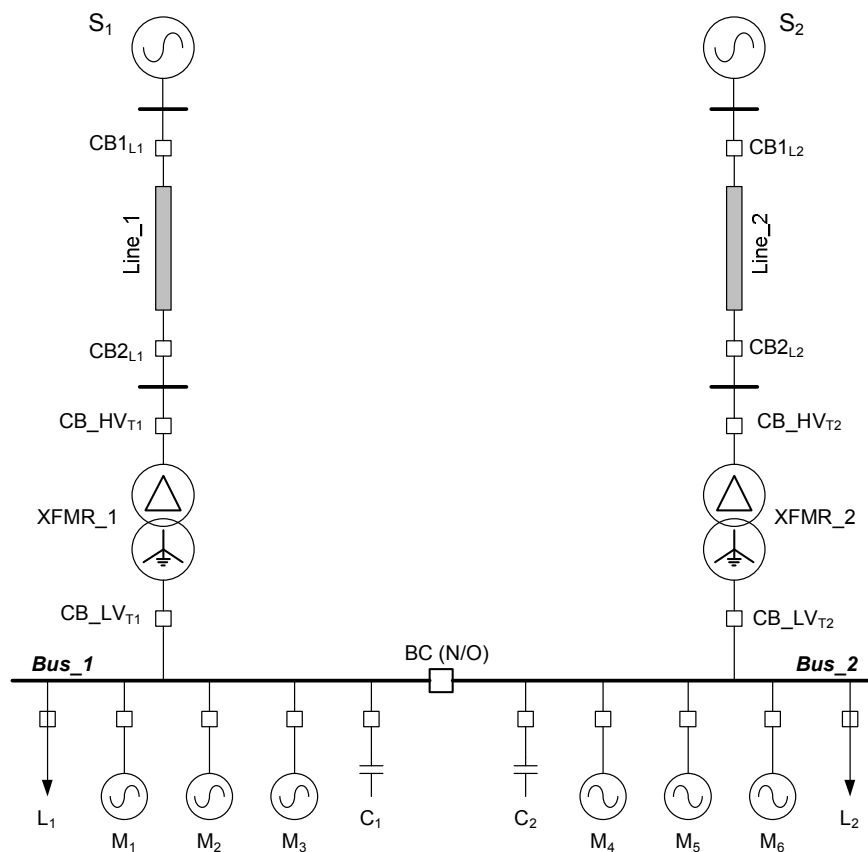 S₁ S₂
CB1L1 CB1L2
Line_1 Line_2
CB2L1 CB2L2
CB_HVT1 CB_HVT2
XFMR_1 XFMR_2
CB_LVT1 CB_LVT2
Bus_1 BC (N/O) Bus_2
L₁ M₁ M₂ M₃ C₁ C₂ M₄ M₅ M₆ L₂